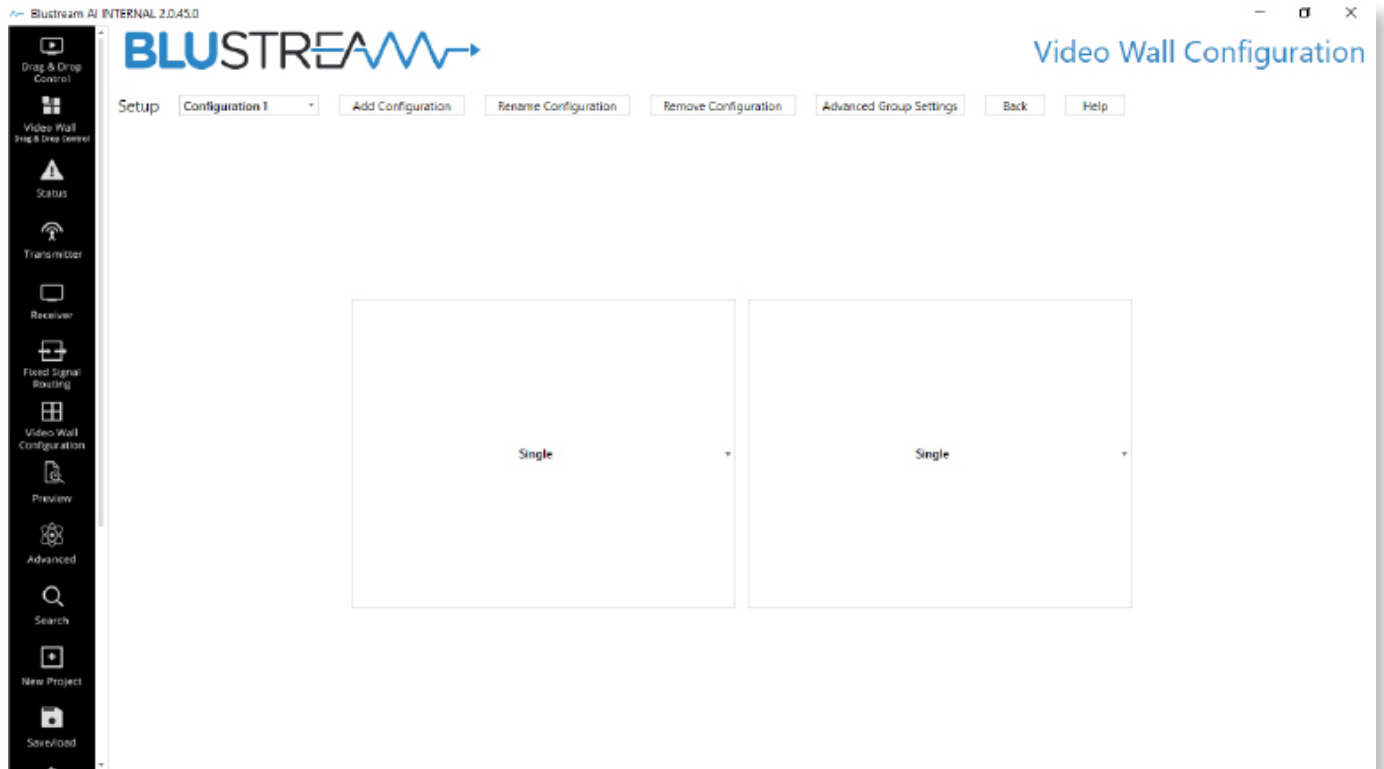 Blustream AI INTERNAL 2.0.45.0
BLUSTREAM
Video Wall Configuration
Setup Configuration 1 Add Configuration Rename Configuration Remove Configuration Advanced Group Settings Back Help
Drag & Drop
Control
Video Wall
Drag & Drop Control
Status
Transmitter
Receiver
Fixed Signal
Routing
Video Wall
Configuration
Preview
Advanced
Search
New Project
Save/load
Single Single